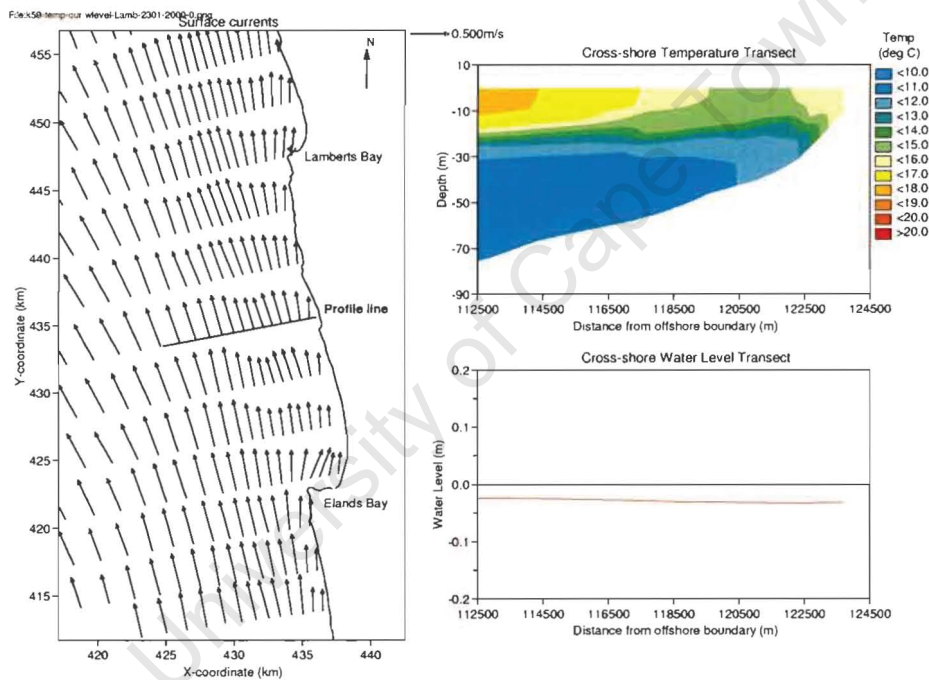 Surface currents
456
450
445
440
435
430
425
420
415
Y-coordinate (km)
420
425
430
435
440
X-coordinate (km)
N
Lamberts Bay
Profile line
Elands Bay
0.500m/s
Cross-shore Temperature Transect
10
-10
-30
-50
-70
-90
Depth (m)
112500 114500 116500 118500 120500 122500 124500
Distance from offshore boundary (m)
Temp
(deg C)
<10.0
<11.0
<12.0
<13.0
<14.0
<15.0
<16.0
<17.0
<18.0
<19.0
<20.0
>20.0
Cross-shore Water Level Transect
0.2
0.1
0.0
-0.1
-0.2
Water Level (m)
112500 114500 116500 118500 120500 122500 124500
Distance from offshore boundary (m)
University of Cape Town